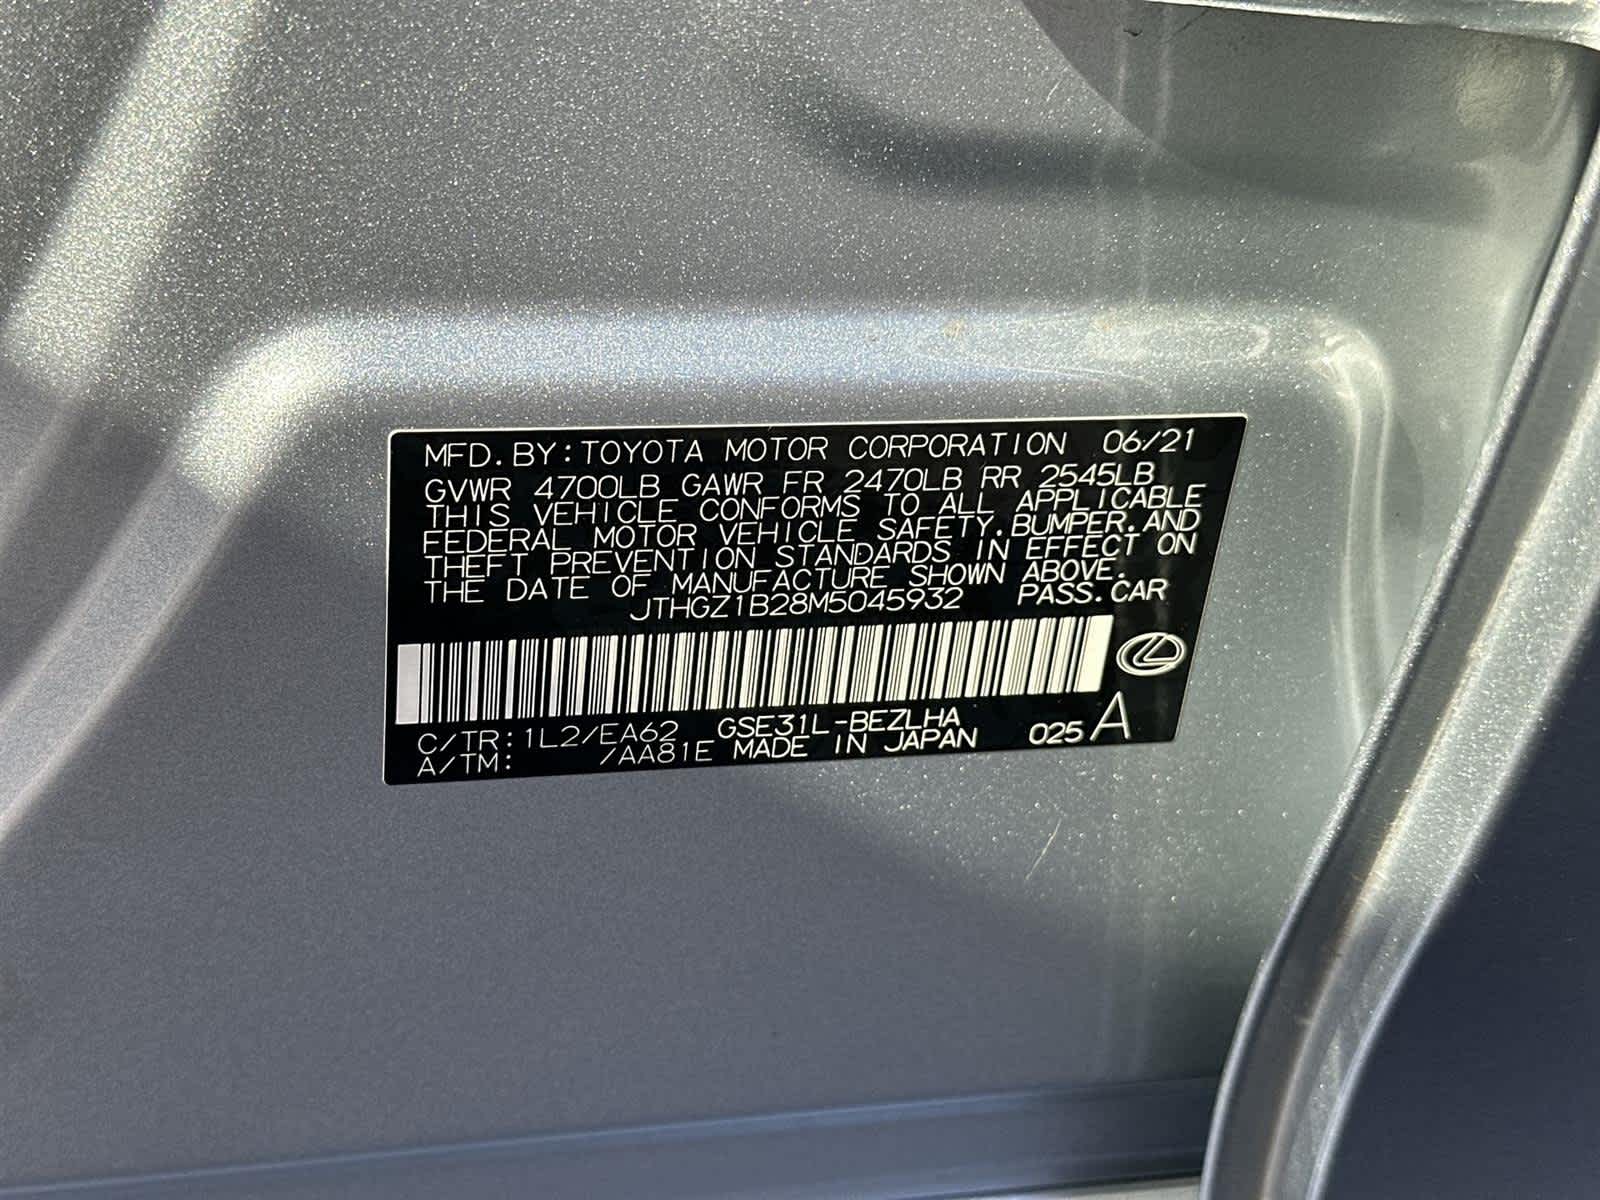 MFD. BY: TOYOTA MOTOR CORPORATION 06/21
GVWR 4700LB GAWR FR 2470LB RR 2545LB
THIS VEHICLE CONFORMS TO ALL APPLICABLE
FEDERAL MOTOR VEHICLE SAFETY. BUMPER. AND
THEFT PREVENTION STANDARDS IN EFFECT ON
THE DATE OF MANUFACTURE SHOWN ABOVE.
JTHGZ1B28M5045932 PASS. CAR
C/TR: 1L2/EA62 GSE31L-BEZLHA
A/TM: /AA81E MADE IN JAPAN 025 A